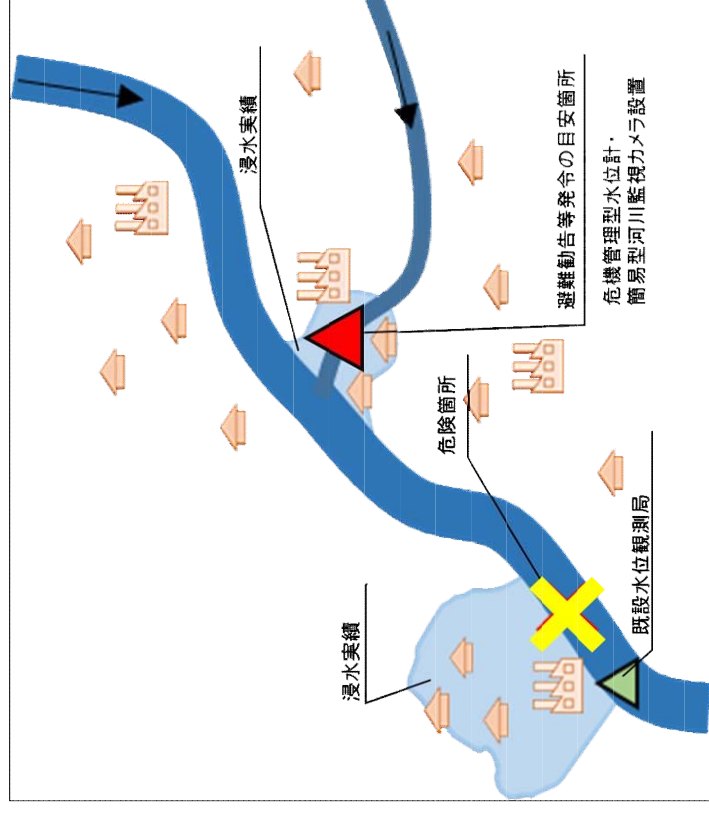 浸水実績
避難勧告等発令の目安箇所
危機管理型水位計・
簡易型河川監視カメラ設置
危険箇所
既設水位観測局
浸水実績